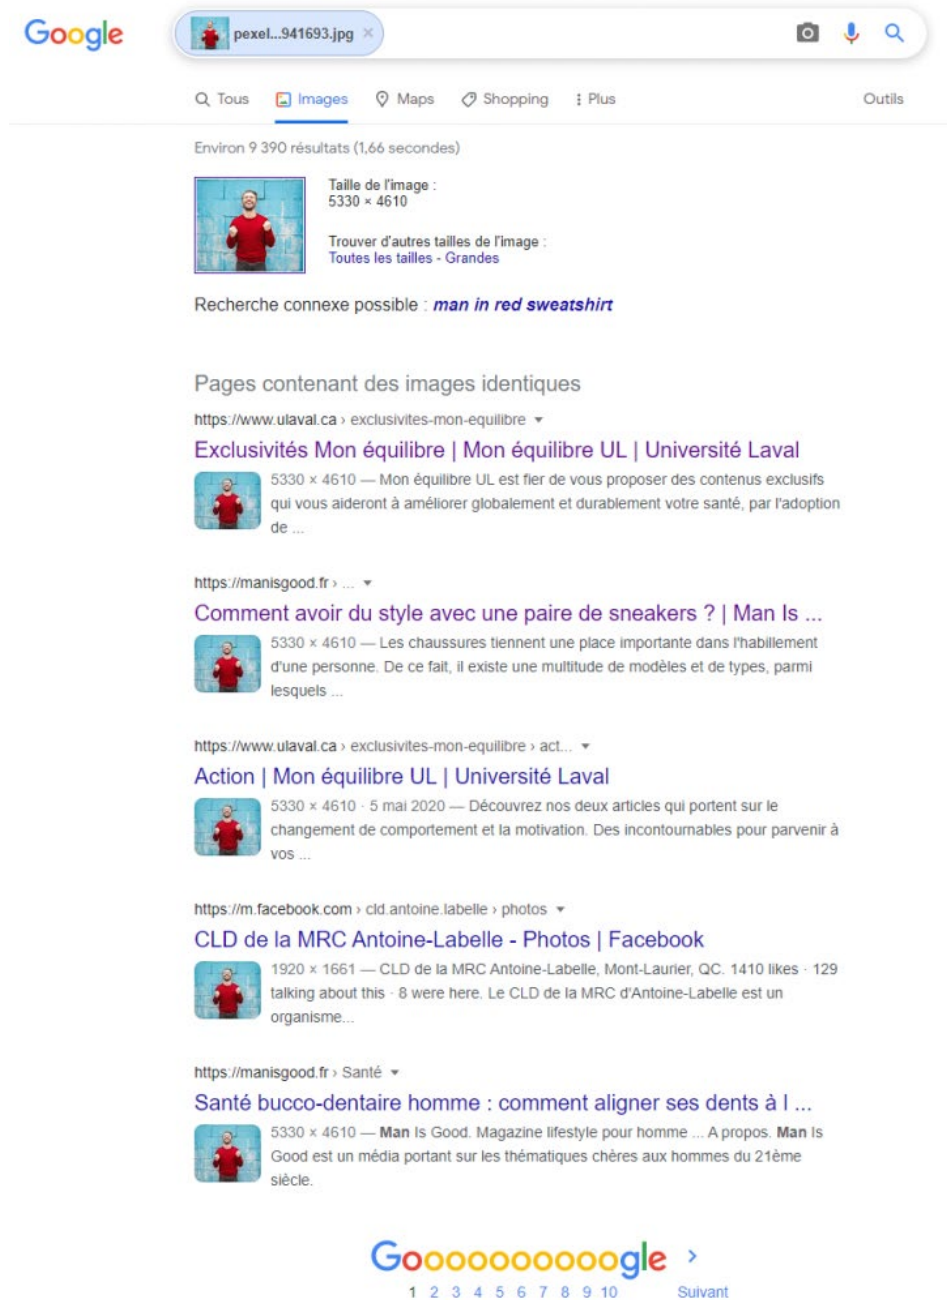 Google
pexel...941693.jpg ×
Tous Images Maps Shopping Plus Outils
Environ 9 390 résultats (1,66 secondes)
Taille de l'image :
5330 × 4610
Trouver d'autres tailles de l'image :
Toutes les tailles - Grandes
Recherche connexe possible : man in red sweatshirt
Pages contenant des images identiques
https://www.ulaval.ca › exclusivites-mon-equilibre
Exclusivités Mon équilibre | Mon équilibre UL | Université Laval
5330 × 4610 — Mon équilibre UL est fier de vous proposer des contenus exclusifs
qui vous aideront à améliorer globalement et durablement votre santé, par l'adoption
de ...
https://manisgood.fr › ...
Comment avoir du style avec une paire de sneakers ? | Man Is ...
5330 × 4610 — Les chaussures tiennent une place importante dans l'habillement
d'une personne. De ce fait, il existe une multitude de modèles et de types, parmi
lesquels ...
https://www.ulaval.ca › exclusivites-mon-equilibre › act...
Action | Mon équilibre UL | Université Laval
5330 × 4610 · 5 mai 2020 — Découvrez nos deux articles qui portent sur le
changement de comportement et la motivation. Des incontournables pour parvenir à
vos ...
https://m.facebook.com › cld.antoine.labelle › photos
CLD de la MRC Antoine-Labelle - Photos | Facebook
1920 × 1661 — CLD de la MRC Antoine-Labelle, Mont-Laurier, QC. 1410 likes · 129
talking about this · 8 were here. Le CLD de la MRC d'Antoine-Labelle est un
organisme...
https://manisgood.fr › Santé
Santé bucco-dentaire homme : comment aligner ses dents à l ...
5330 × 4610 — Man Is Good. Magazine lifestyle pour homme ... A propos. Man Is
Good est un média portant sur les thématiques chères aux hommes du 21ème
siècle.
Goooooooooogle
1 2 3 4 5 6 7 8 9 10 Suivant